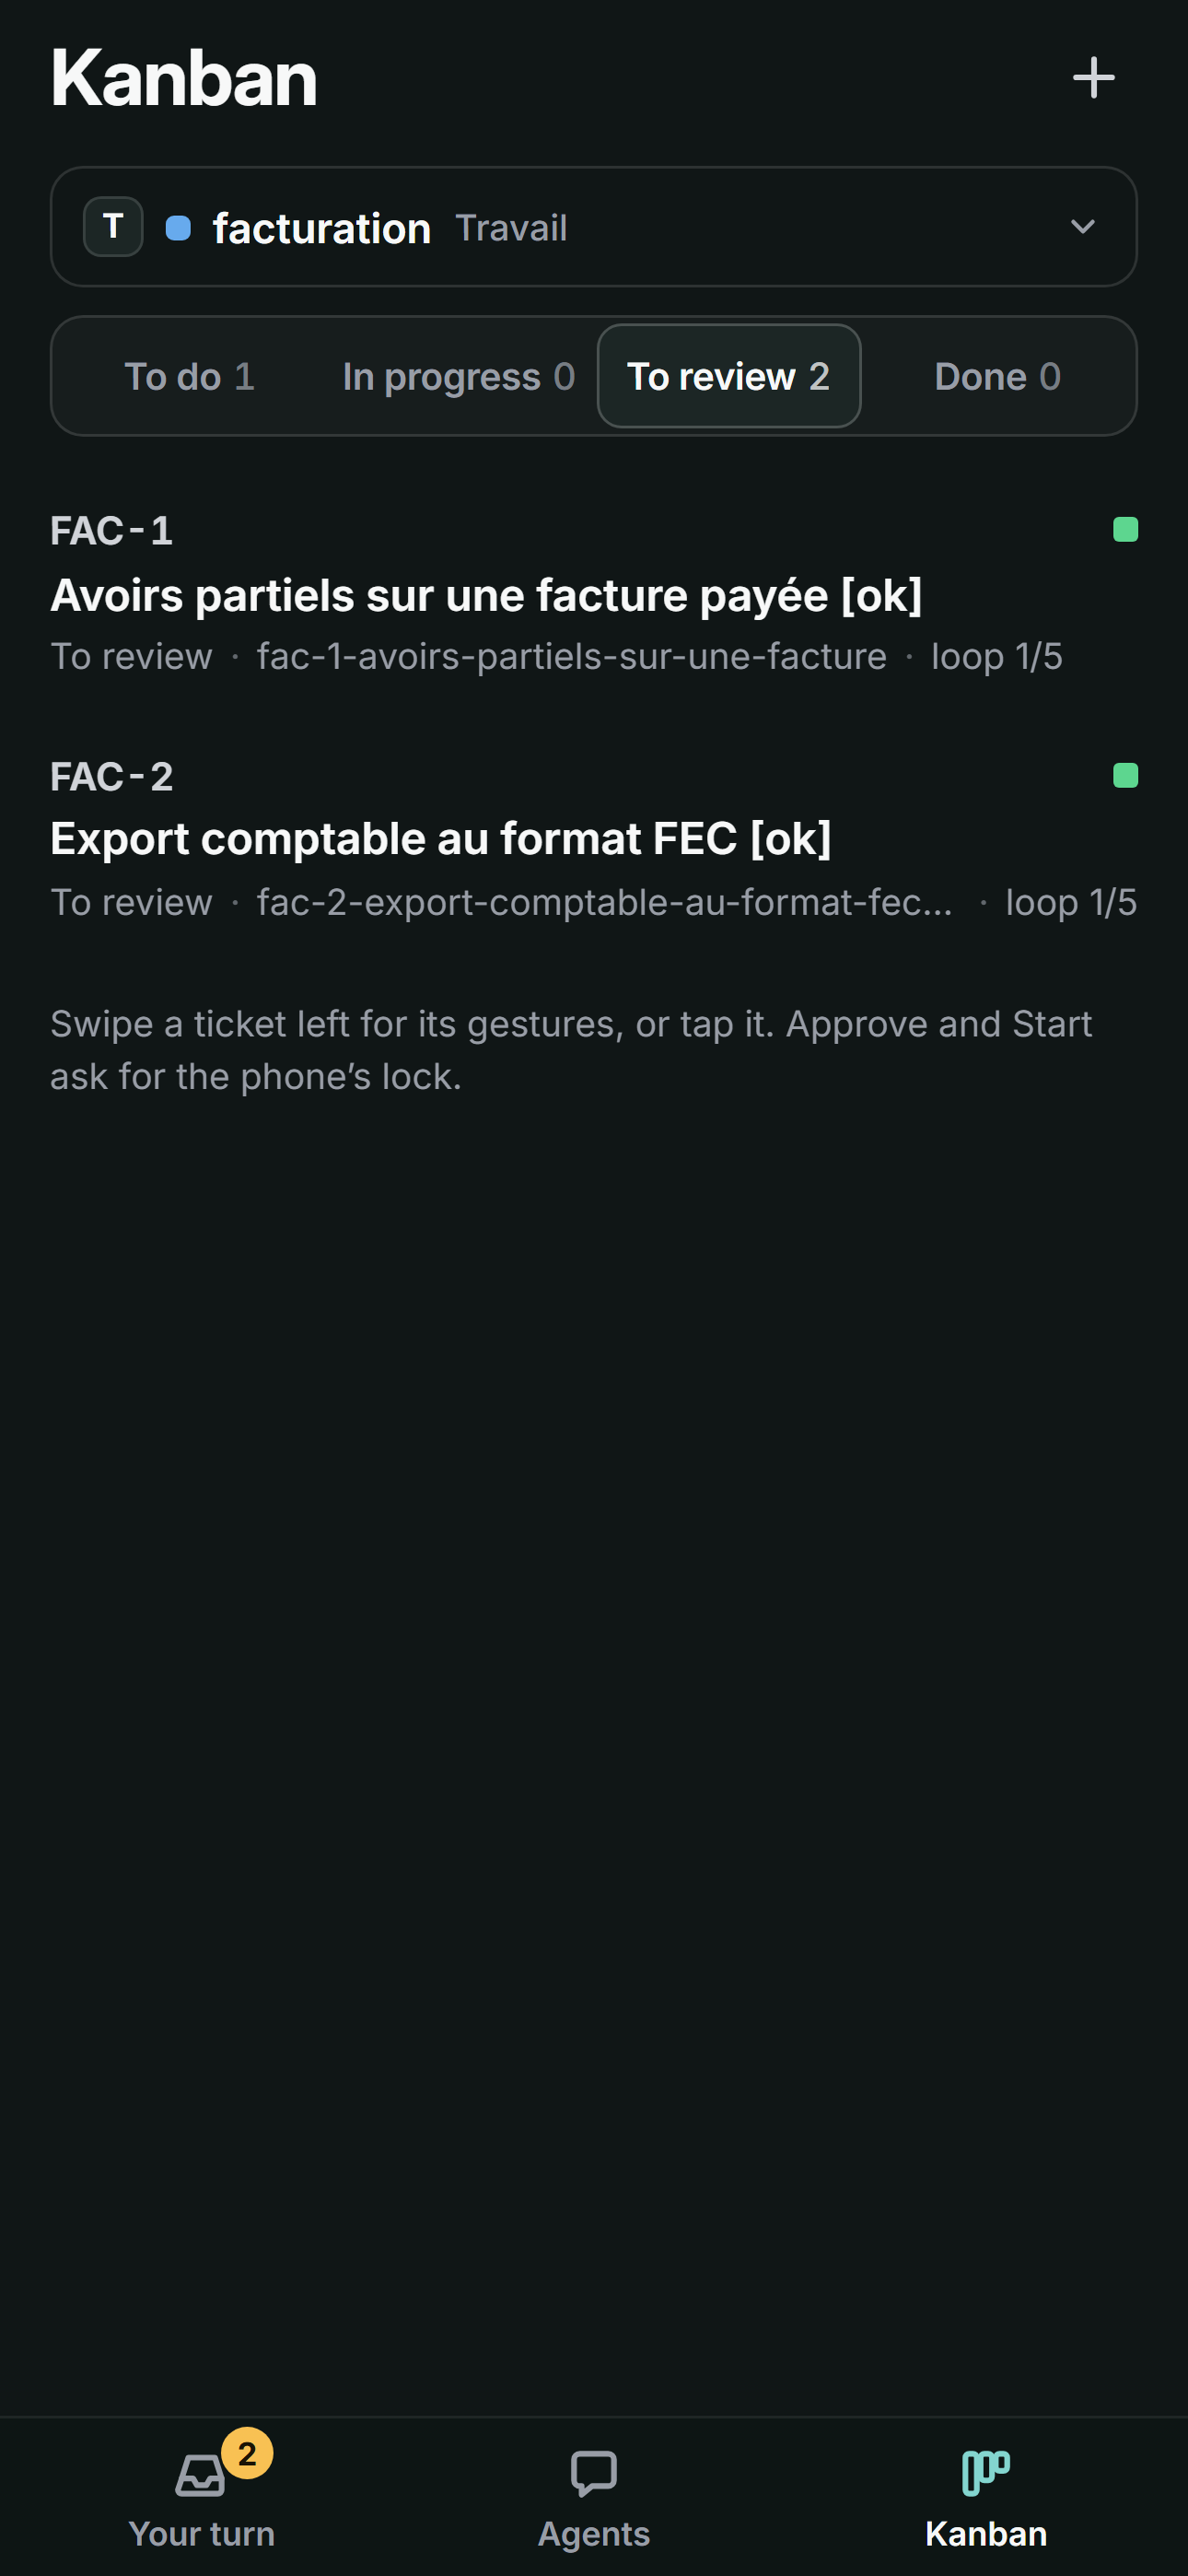 Kanban
T facturation Travail
To do 1 In progress 0 To review 2 Done 0
FAC-1
Avoirs partiels sur une facture payée [ok]
To review · fac-1-avoirs-partiels-sur-une-facture · loop 1/5
FAC-2
Export comptable au format FEC [ok]
To review · fac-2-export-comptable-au-format-fec… · loop 1/5
Swipe a ticket left for its gestures, or tap it. Approve and Start
ask for the phone’s lock.
2
Your turn Agents Kanban